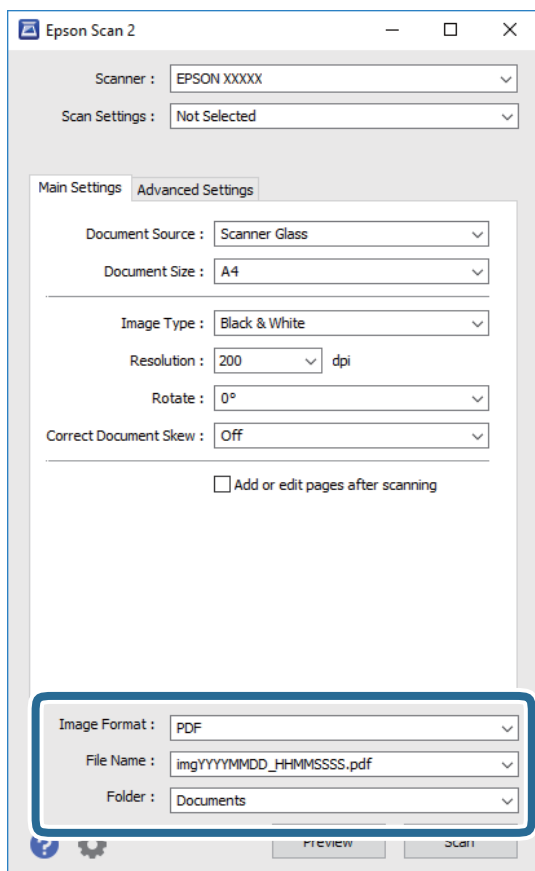 Epson Scan 2
Scanner : EPSON XXXXX
Scan Settings : Not Selected
Main Settings Advanced Settings
Document Source : Scanner Glass
Document Size : A4
Image Type : Black & White
Resolution : 200 dpi
Rotate : 0°
Correct Document Skew : Off
Add or edit pages after scanning
Image Format : PDF
File Name : imgYYYYMMDD_HHMMSSSS.pdf
Folder : Documents
? Preview Scan